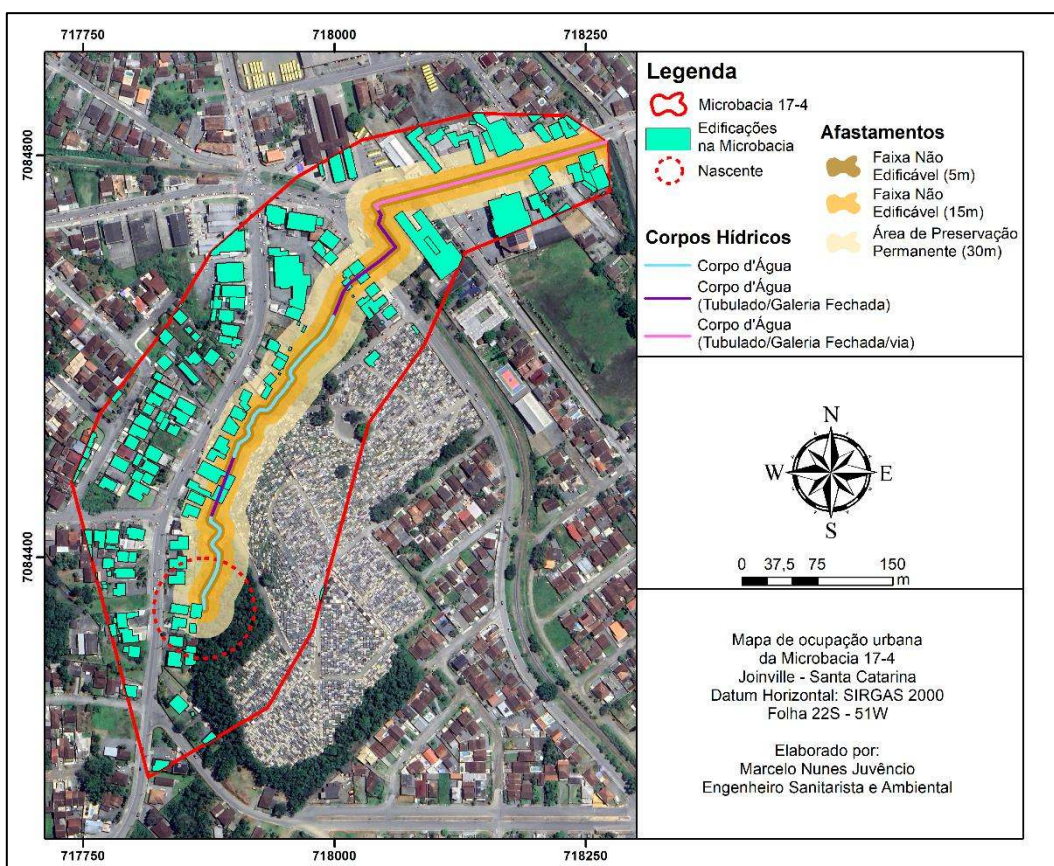 717750 718000 718250
7084800
7084400
717750 718000 718250
Legenda
Microbacia 17-4
Edificações
na Microbacia
Nascente
Afastamentos
Faixa Não
Edificável (5m)
Faixa Não
Edificável (15m)
Área de Preservação
Permanente (30m)
Corpos Hídricos
Corpo d'Água
Corpo d'Água
(Tubulado/Galeria Fechada)
Corpo d'Água
(Tubulado/Galeria Fechada/via)
N
W E
S
0 37,5 75 150
m
Mapa de ocupação urbana
da Microbacia 17-4
Joinville - Santa Catarina
Datum Horizontal: SIRGAS 2000
Folha 22S - 51W
Elaborado por:
Marcelo Nunes Juvêncio
Engenheiro Sanitarista e Ambiental